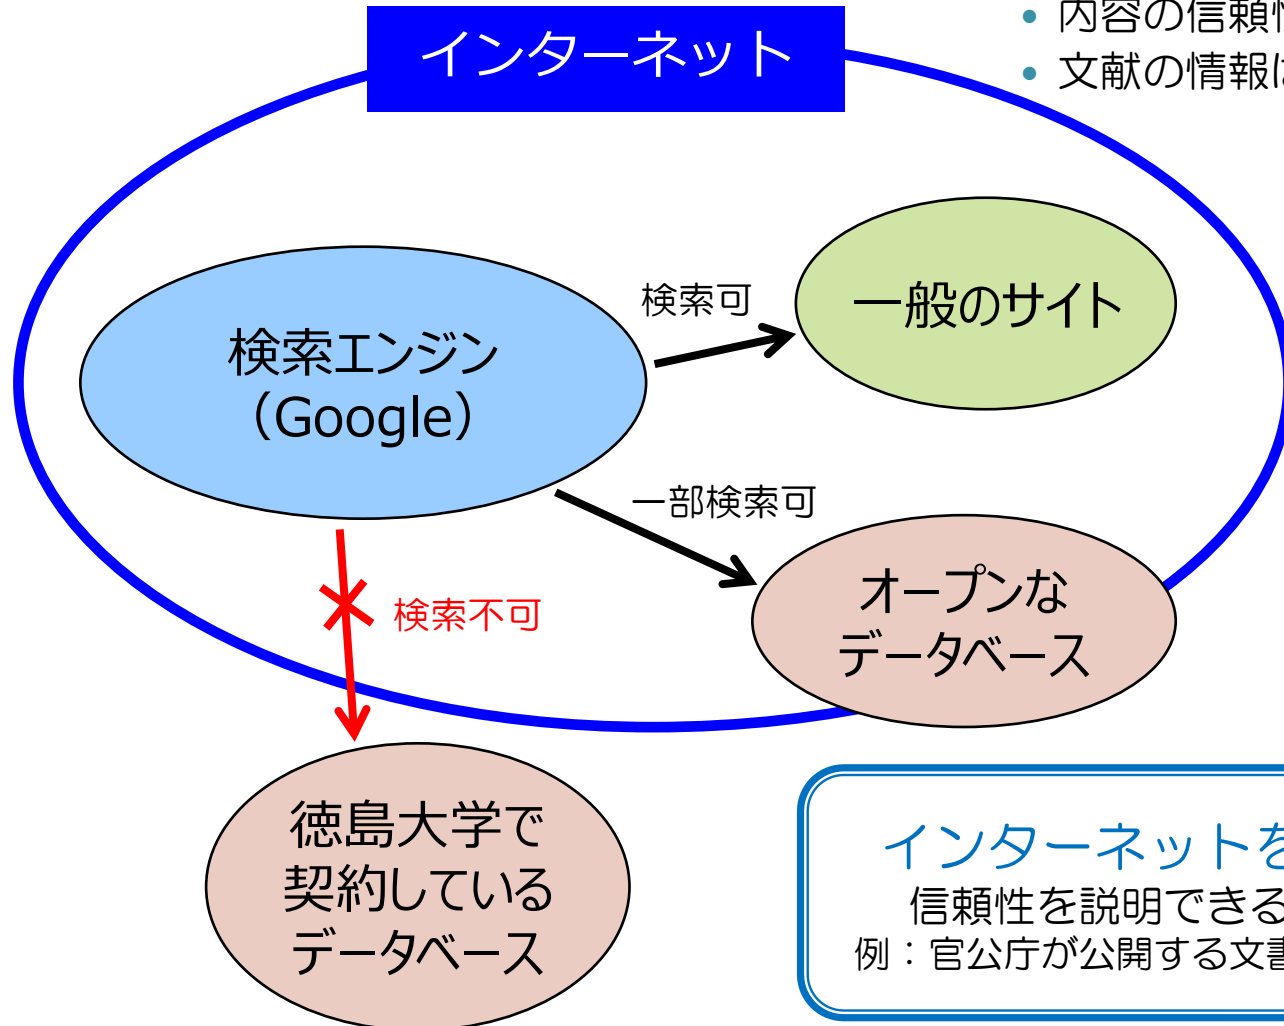 インターネット
• 内容の信頼
• 文献の情報
検索可
一般のサイト
検索エンジン
（Google）
一部検索可
オープンな
データベース
検索不可
徳島大学で
契約している
データベース
インターネットを
信頼性を説明できる
例：官公庁が公開する文書